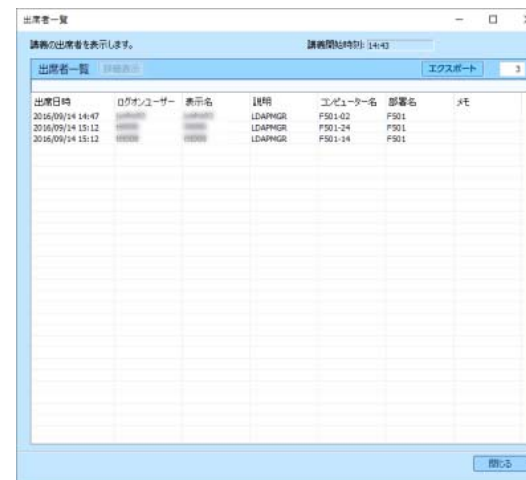 出席者一覧
講義の出席者を表示します。 講義開始時刻: 14:43
出席者一覧 詳細表示 エクスポート 3
出席日時 ログオンユーザー 表示名 説明 コンピューター名 部署名 メモ
2016/09/14 14:47 LDAPMGR F501-02 F501
2016/09/14 15:12 LDAPMGR F501-24 F501
2016/09/14 15:12 LDAPMGR F501-14 F501
閉じる